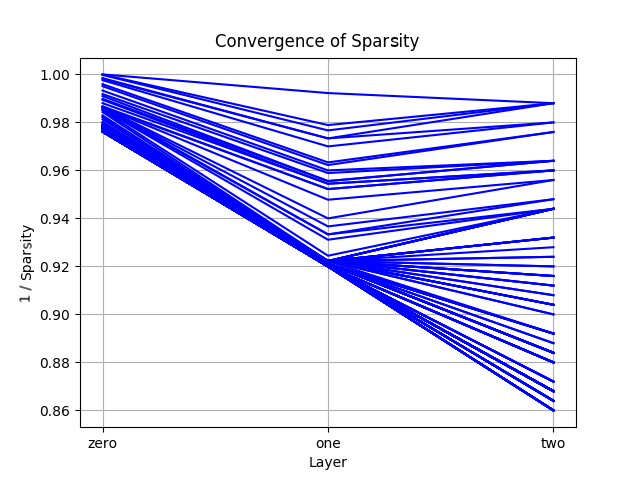 Convergence of Sparsity
1.00
0.98
0.96
0.94
0.92
0.90
0.88
0.86
1 / Sparsity
zero
one
two
Layer